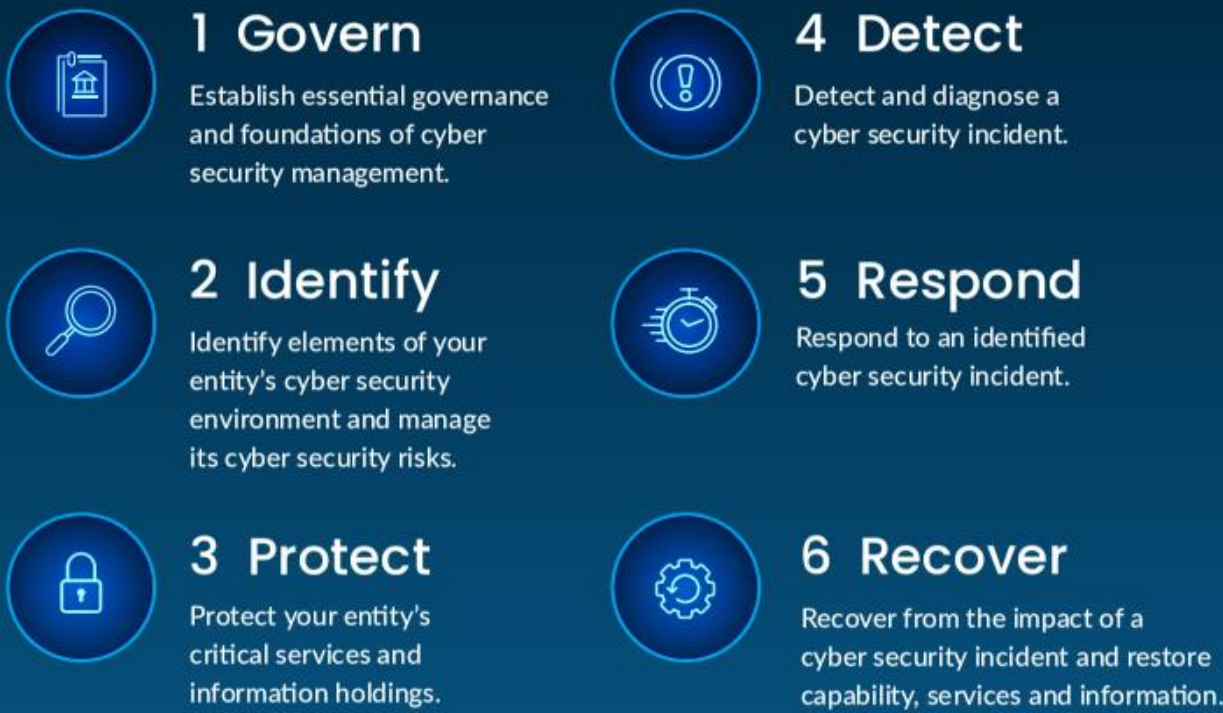 1 Govern
Establish essential governance
and foundations of cyber
security management.
2 Identify
Identify elements of your
entity's cyber security
environment and manage
its cyber security risks.
3 Protect
Protect your entity's
critical services and
information holdings.
4 Detect
Detect and diagnose a
cyber security incident.
5 Respond
Respond to an identified
cyber security incident.
6 Recover
Recover from the impact of a
cyber security incident and restore
capability, services and information.